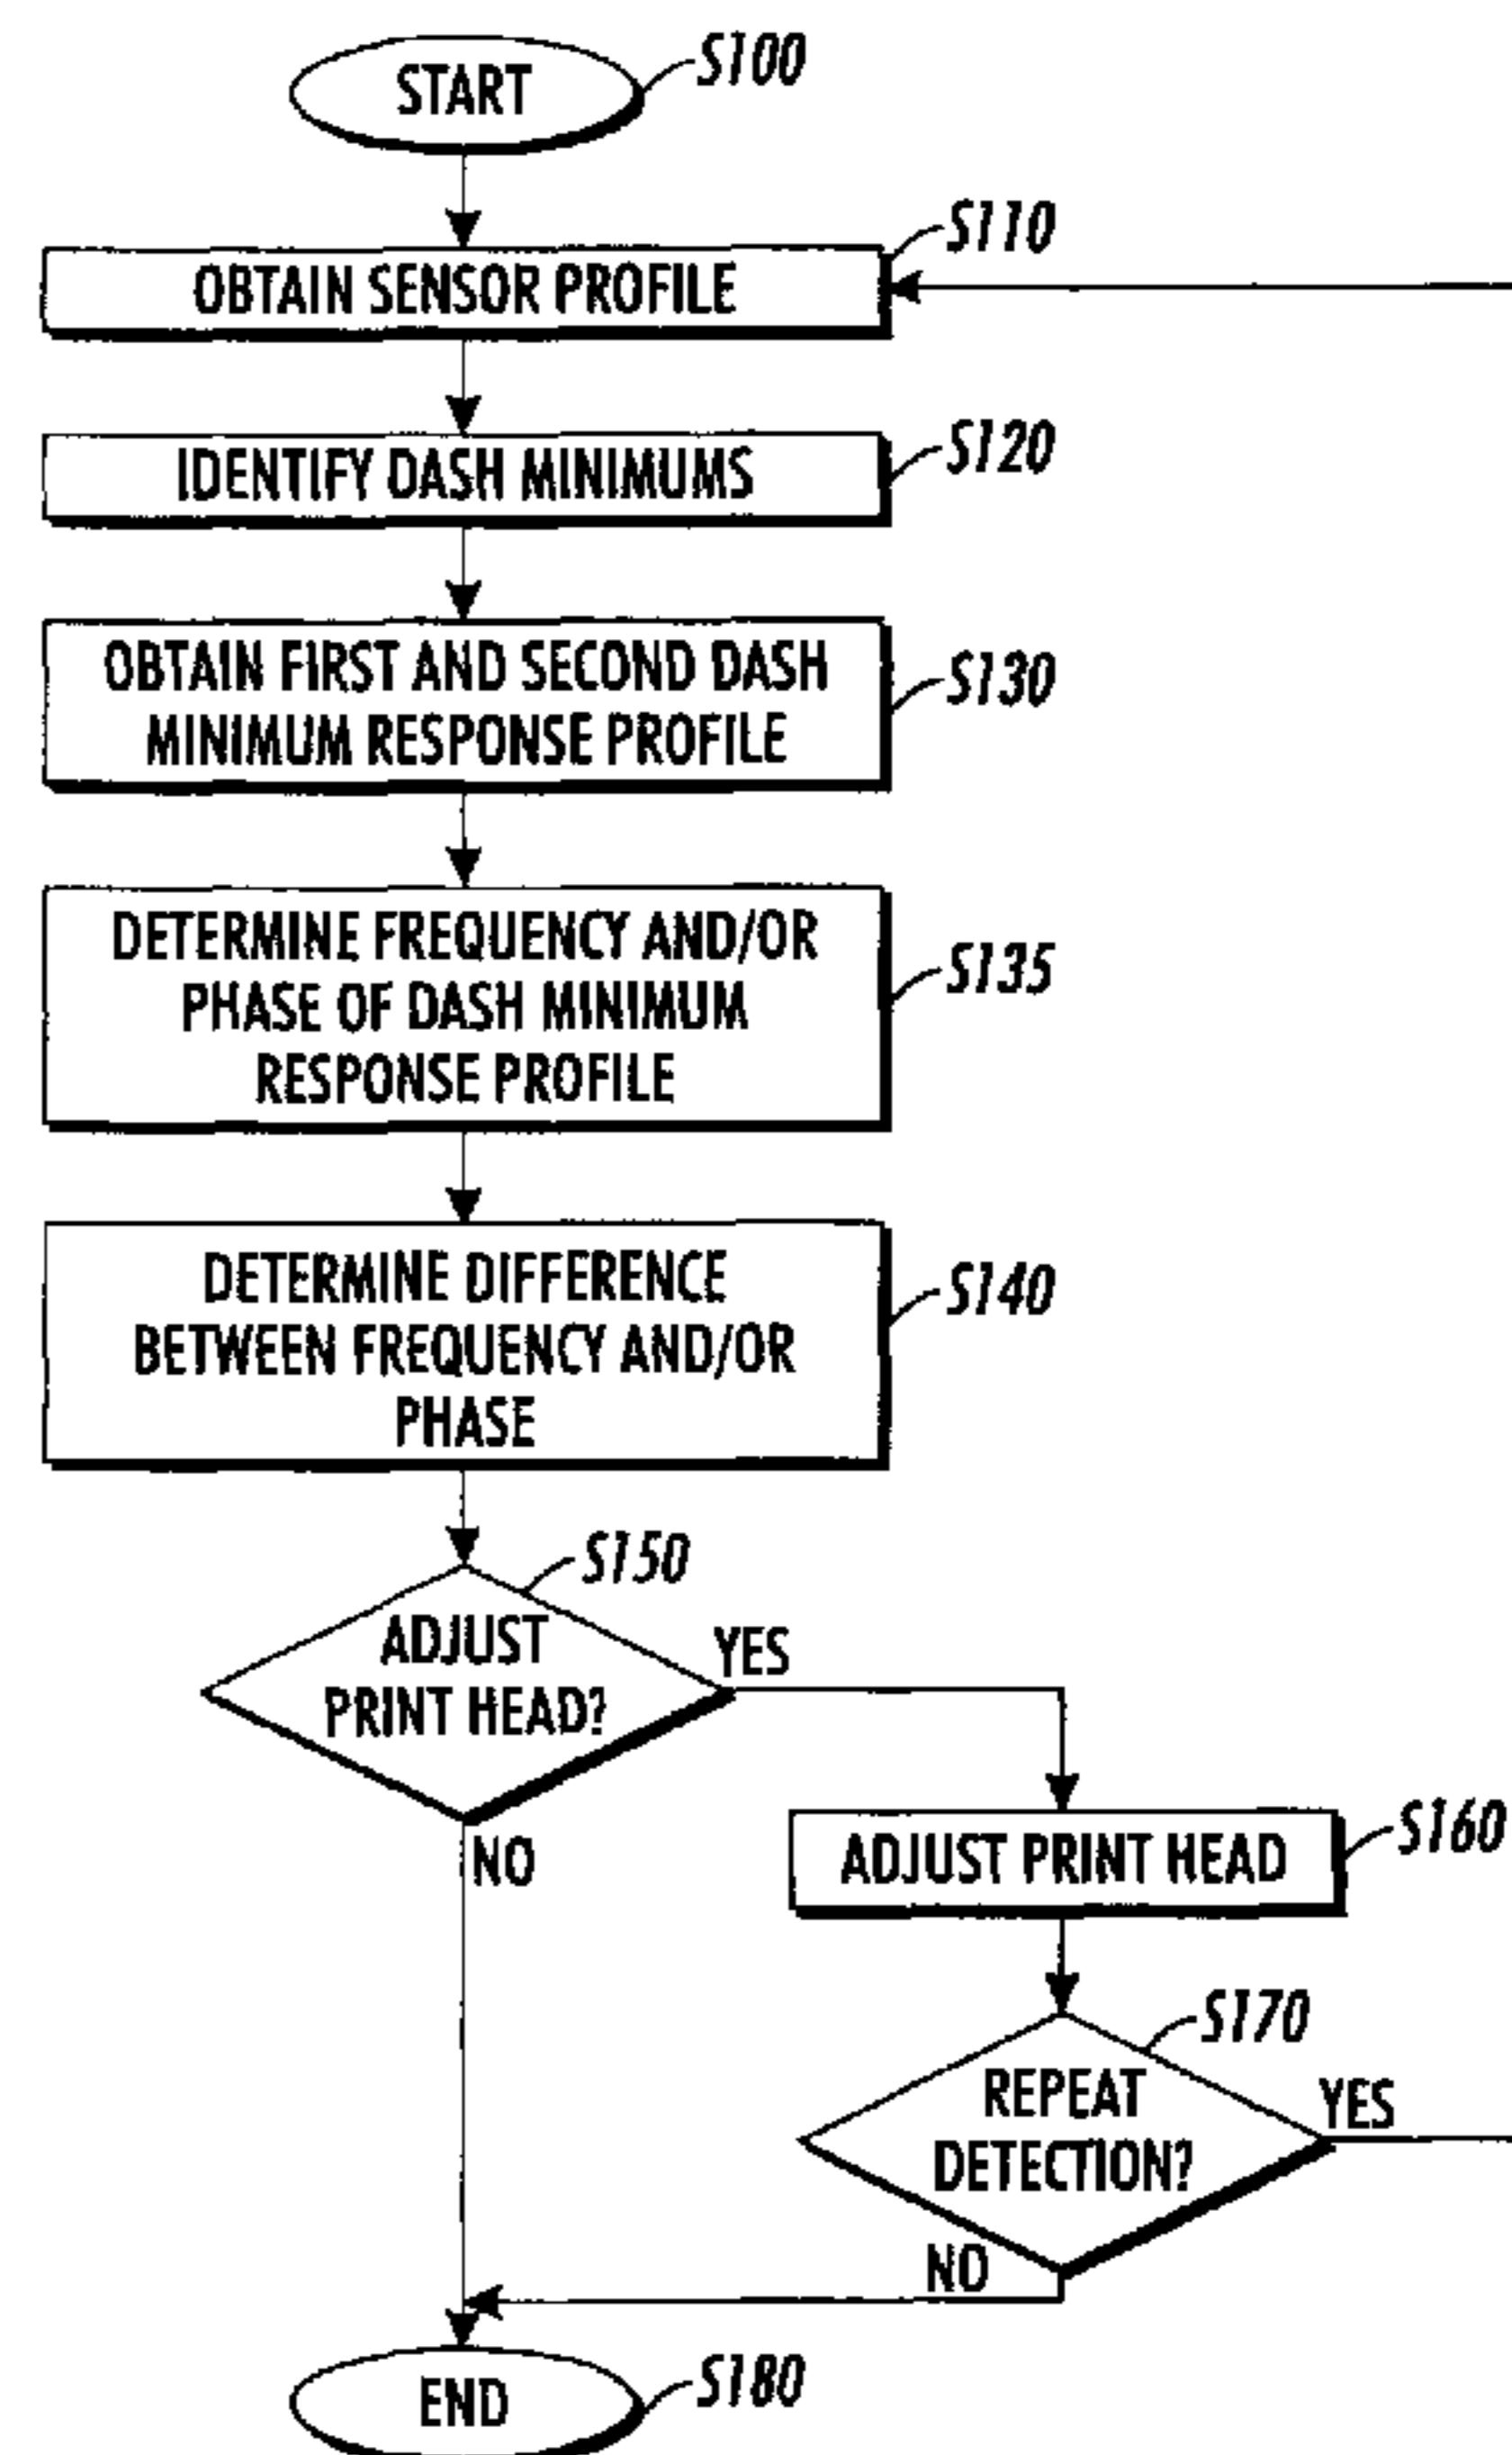 START
S100
S110
OBTAIN SENSOR PROFILE
S120
IDENTIFY DASH MINIMUMS
OBTAIN FIRST AND SECOND DASH
MINIMUM RESPONSE PROFILE
S130
DETERMINE FREQUENCY AND/OR
PHASE OF DASH MINIMUM
RESPONSE PROFILE
S135
DETERMINE DIFFERENCE
BETWEEN FREQUENCY AND/OR
PHASE
S140
S150
ADJUST
PRINT HEAD?
YES
NO
ADJUST PRINT HEAD
S160
S170
REPEAT
DETECTION?
YES
NO
END
S180